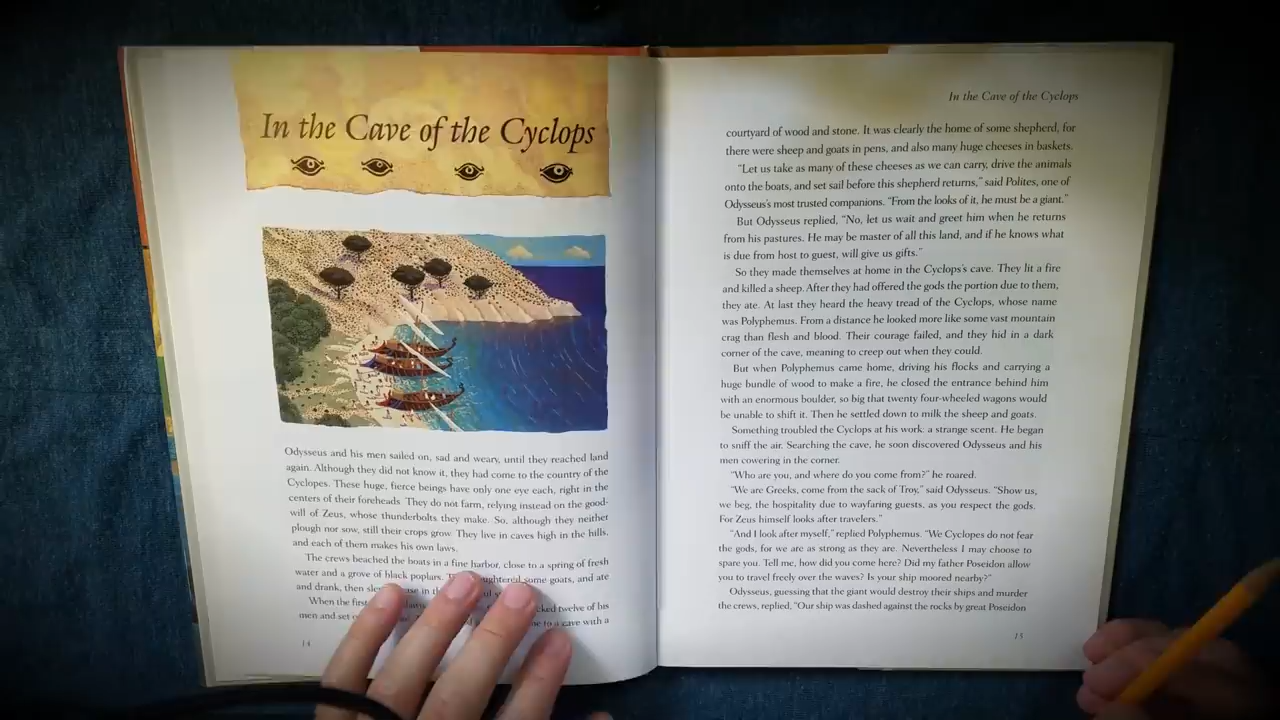 In the Cave of the Cyclops
Odysseus and his men sailed on, sad and weary, until they reached land
again. Although they did not know it, they had come to the country of the
Cyclopes. These huge, fierce beings have only one eye each, right in the
centers of their foreheads. They do not farm, relying instead on the good-
will of Zeus, whose thunderbolts they make. So, although they neither
plough nor sow, still their crops grow. They live in caves high in the hills,
and each of them makes his own laws.
The crews beached the boats in a fine harbor, close to a spring of fresh
water and a grove of black poplars. some goats, and ate
and drank, then in
When the first twelve of his
men and set to a cave with a
14
In the Cave of the Cyclops
courtyard of wood and stone. It was clearly the home of some shepherd, for
there were sheep and goats in pens, and also many huge cheeses in baskets.
"Let us take as many of these cheeses as we can carry, drive the animals
onto the boats, and set sail before this shepherd returns," said Polites, one of
Odysseus's most trusted companions. "From the looks of it, he must be a giant."
But Odysseus replied, "No, let us wait and greet him when he returns
from his pastures. He may be master of all this land, and if he knows what
is due from host to guest, will give us gifts."
So they made themselves at home in the Cyclops's cave. They lit a fire
and killed a sheep. After they had offered the gods the portion due to them,
they ate. At last they heard the heavy tread of the Cyclops, whose name
was Polyphemus. From a distance he looked more like some vast mountain
crag than flesh and blood. Their courage failed, and they hid in a dark
corner of the cave, meaning to creep out when they could.
But when Polyphemus came home, driving his flocks and carrying a
huge bundle of wood to make a fire, he closed the entrance behind him
with an enormous boulder, so big that twenty four-wheeled wagons would
be unable to shift it. Then he settled down to milk the sheep and goats.
Something troubled the Cyclops at his work: a strange scent. He began
to sniff the air. Searching the cave, he soon discovered Odysseus and his
men cowering in the corner.
"Who are you, and where do you come from?" he roared.
"We are Greeks, come from the sack of Troy," said Odysseus. "Show us,
we beg, the hospitality due to wayfaring guests, as you respect the gods.
For Zeus himself looks after travelers."
"And I look after myself," replied Polyphemus. "We Cyclopes do not fear
the gods, for we are as strong as they are. Nevertheless I may choose to
spare you. Tell me, how did you come here? Did my father Poseidon allow
you to travel freely over the waves? Is your ship moored nearby?"
Odysseus, guessing that the giant would destroy their ships and murder
the crews, replied, "Our ship was dashed against the rocks by great Poseidon
15